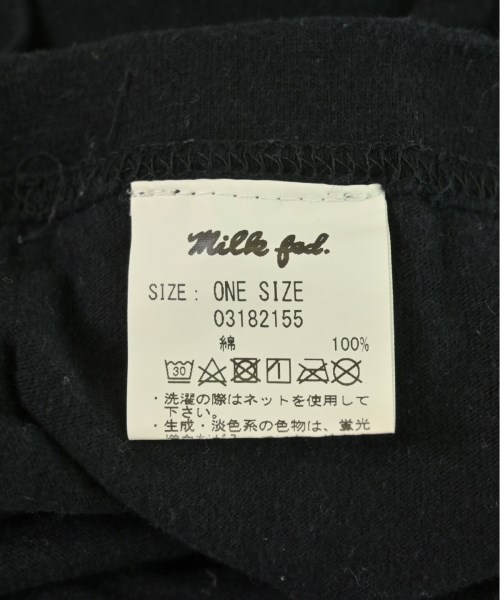 Milk fed.
SIZE: ONE SIZE
03182155
綿 100%
30
・洗濯の際はネットを使用して
下さい。
・生成・淡色系の色物は、蛍光